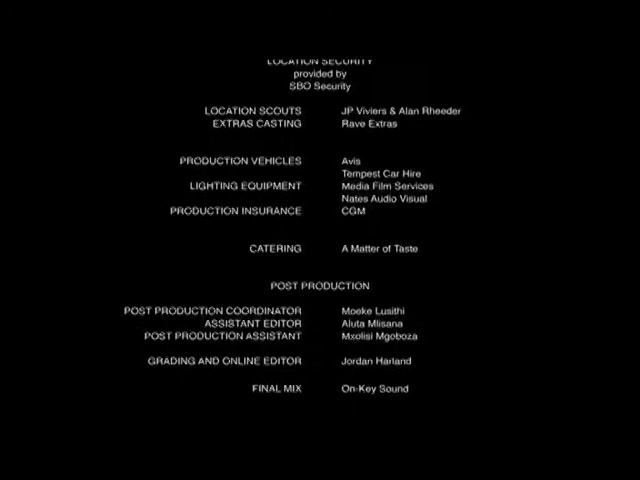 LOCATION SECURITY
provided by
SBO Security
LOCATION SCOUTS JP Viviers & Alan Rheeder
EXTRAS CASTING Rave Extras
PRODUCTION VEHICLES Avis
Tempest Car Hire
LIGHTING EQUIPMENT Media Film Services
Nates Audio Visual
PRODUCTION INSURANCE CGM
CATERING A Matter of Taste
POST PRODUCTION
POST PRODUCTION COORDINATOR Moeke Lusithi
ASSISTANT EDITOR Aluta Mlisana
POST PRODUCTION ASSISTANT Mxolisi Mgoboza
GRADING AND ONLINE EDITOR Jordan Harland
FINAL MIX On-Key Sound